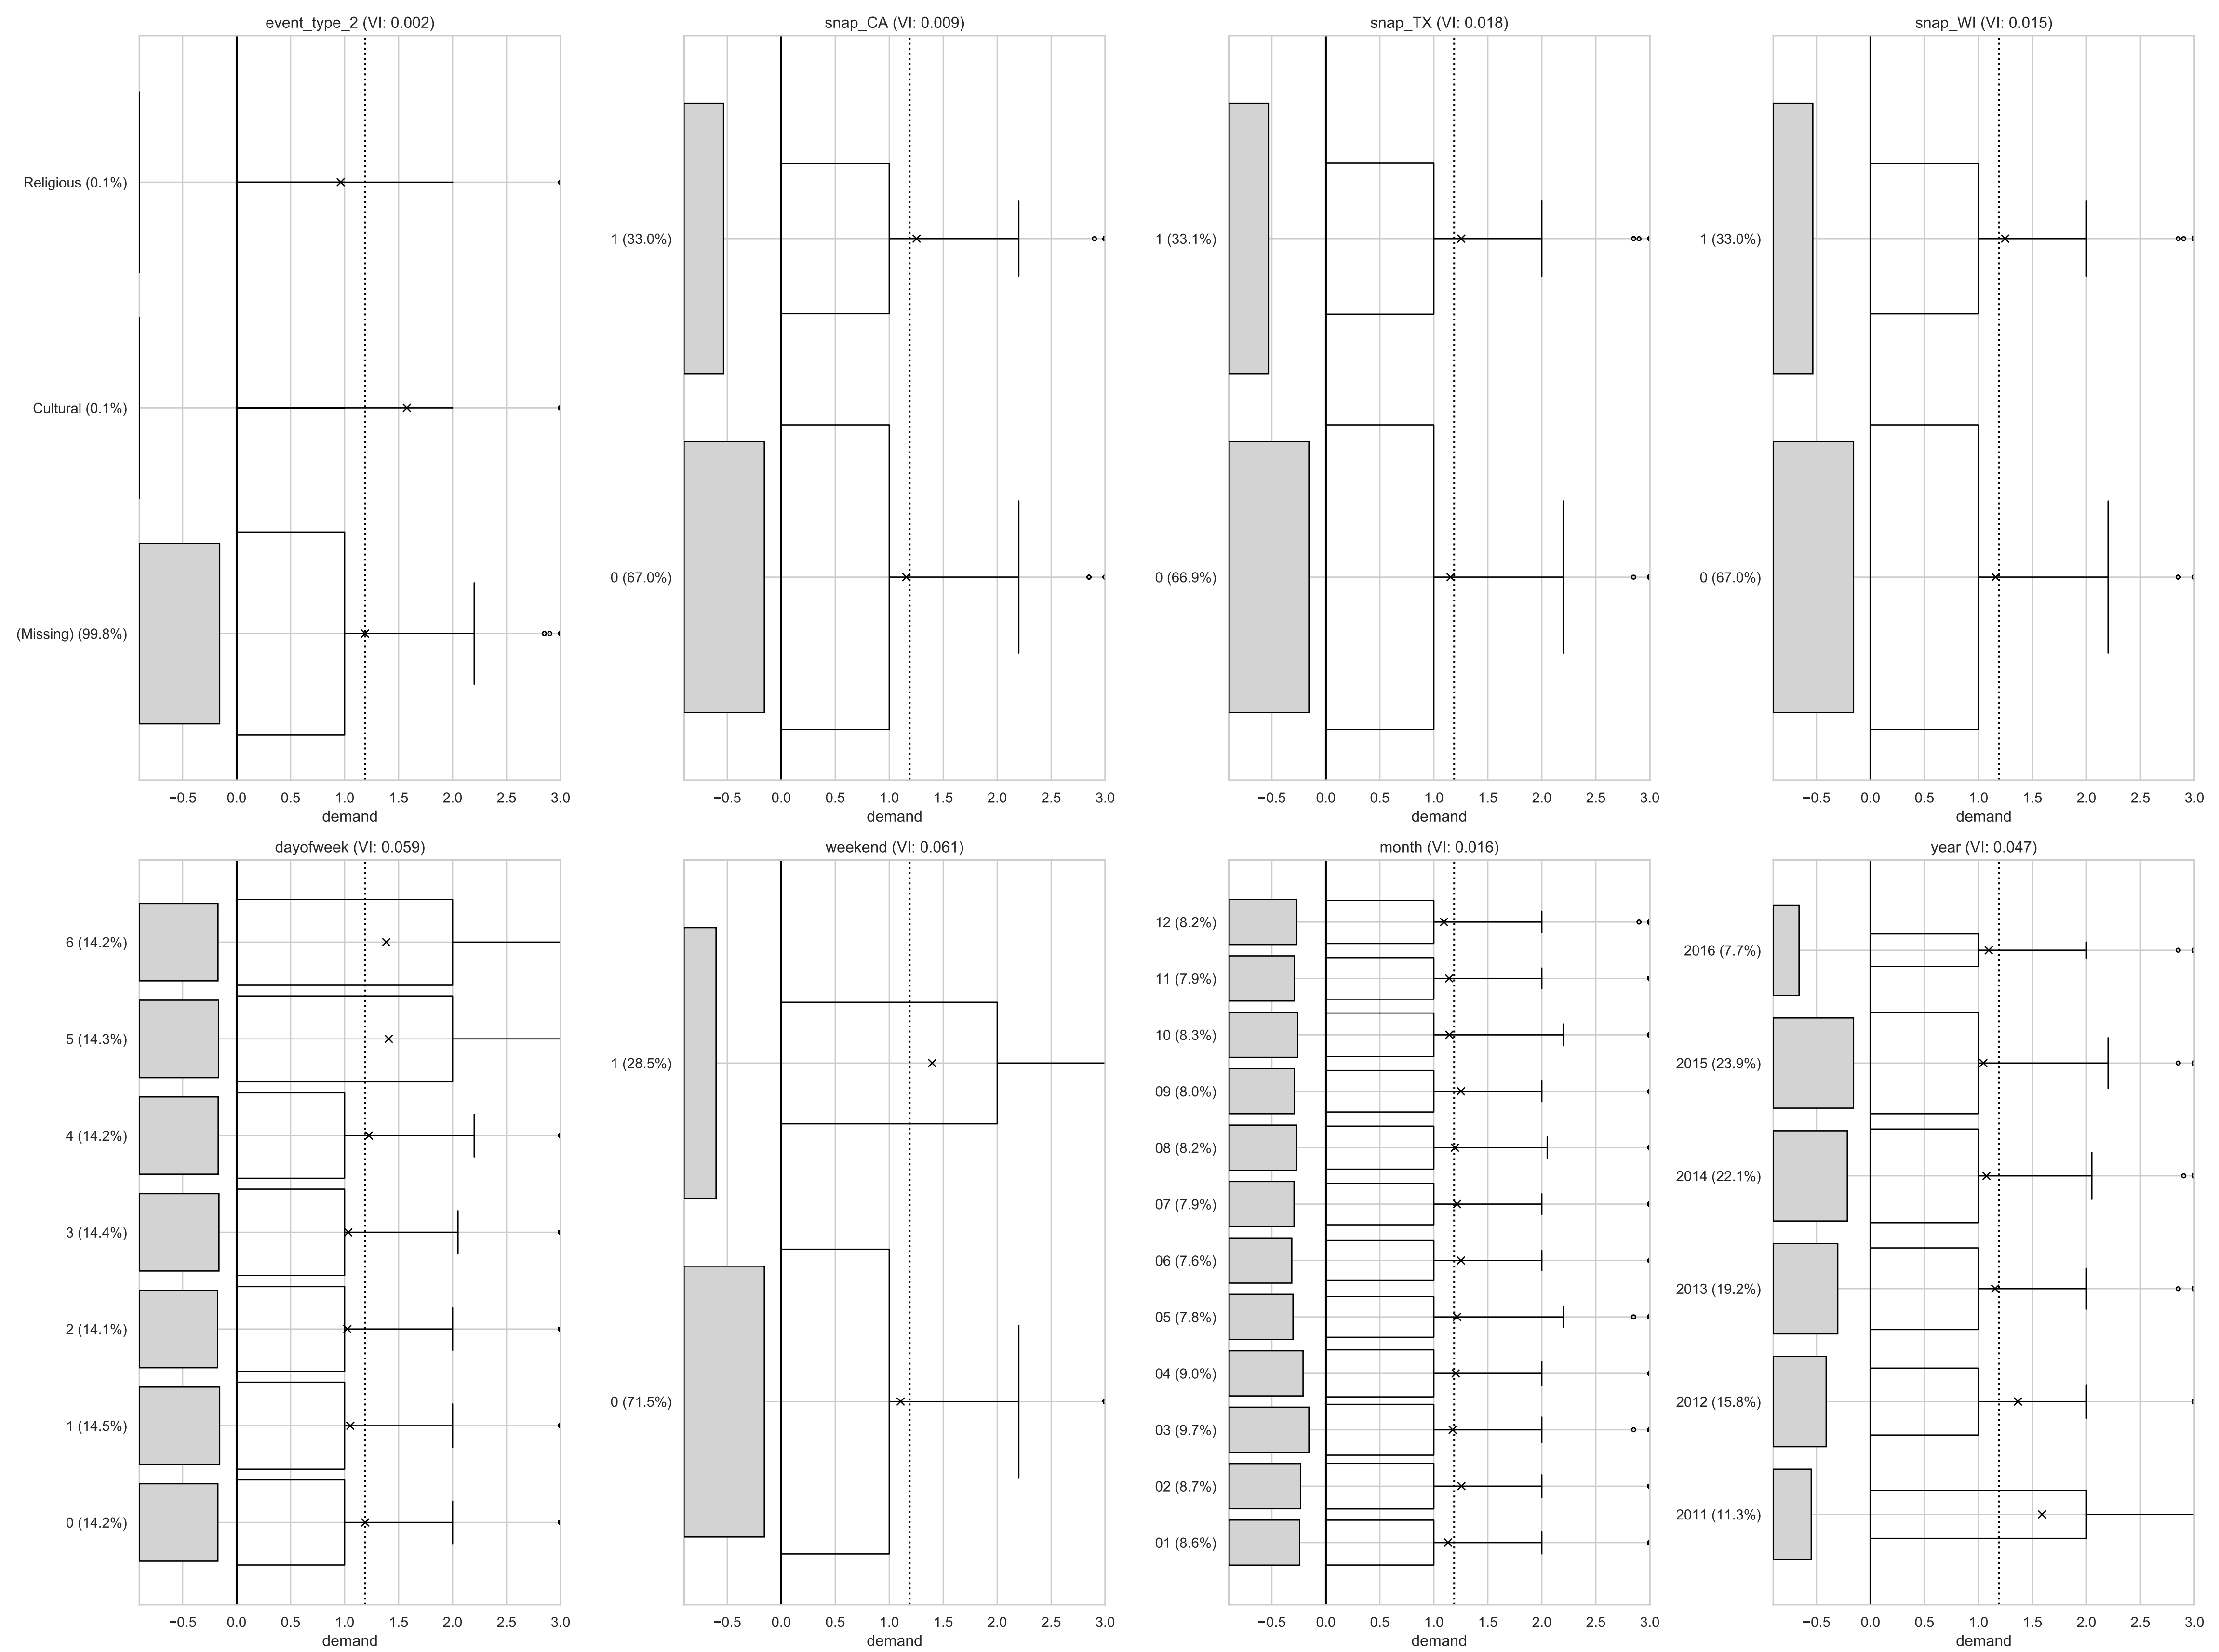 event_type_2 (VI: 0.002)
Religious (0.1%)
Cultural (0.1%)
(Missing) (99.8%)
−0.5 0.0 0.5 1.0 1.5 2.0 2.5 3.0
demand
snap_CA (VI: 0.009)
1 (33.0%)
0 (67.0%)
−0.5 0.0 0.5 1.0 1.5 2.0 2.5 3.0
demand
snap_TX (VI: 0.018)
1 (33.1%)
0 (66.9%)
−0.5 0.0 0.5 1.0 1.5 2.0 2.5 3.0
demand
snap_WI (VI: 0.015)
1 (33.0%)
0 (67.0%)
−0.5 0.0 0.5 1.0 1.5 2.0 2.5 3.0
demand
dayofweek (VI: 0.059)
6 (14.2%)
5 (14.3%)
4 (14.2%)
3 (14.4%)
2 (14.1%)
1 (14.5%)
0 (14.2%)
−0.5 0.0 0.5 1.0 1.5 2.0 2.5 3.0
demand
weekend (VI: 0.061)
1 (28.5%)
0 (71.5%)
−0.5 0.0 0.5 1.0 1.5 2.0 2.5 3.0
demand
month (VI: 0.016)
12 (8.2%)
11 (7.9%)
10 (8.3%)
09 (8.0%)
08 (8.2%)
07 (7.9%)
06 (7.6%)
05 (7.8%)
04 (9.0%)
03 (9.7%)
02 (8.7%)
01 (8.6%)
−0.5 0.0 0.5 1.0 1.5 2.0 2.5 3.0
demand
year (VI: 0.047)
2016 (7.7%)
2015 (23.9%)
2014 (22.1%)
2013 (19.2%)
2012 (15.8%)
2011 (11.3%)
−0.5 0.0 0.5 1.0 1.5 2.0 2.5 3.0
demand